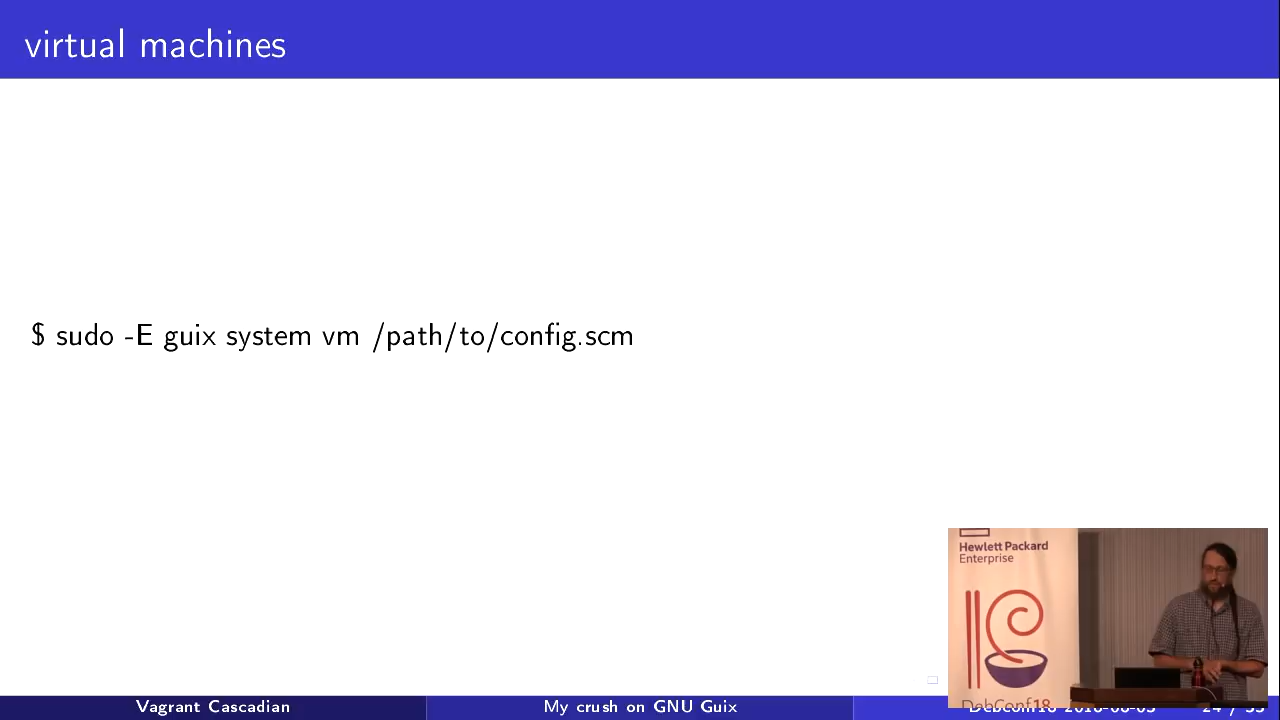 virtual machines
$ sudo -E guix system vm /path/to/config.scm
Hewlett Packard
Enterprise
DebConf18
Vagrant Cascadian
My crush on GNU Guix